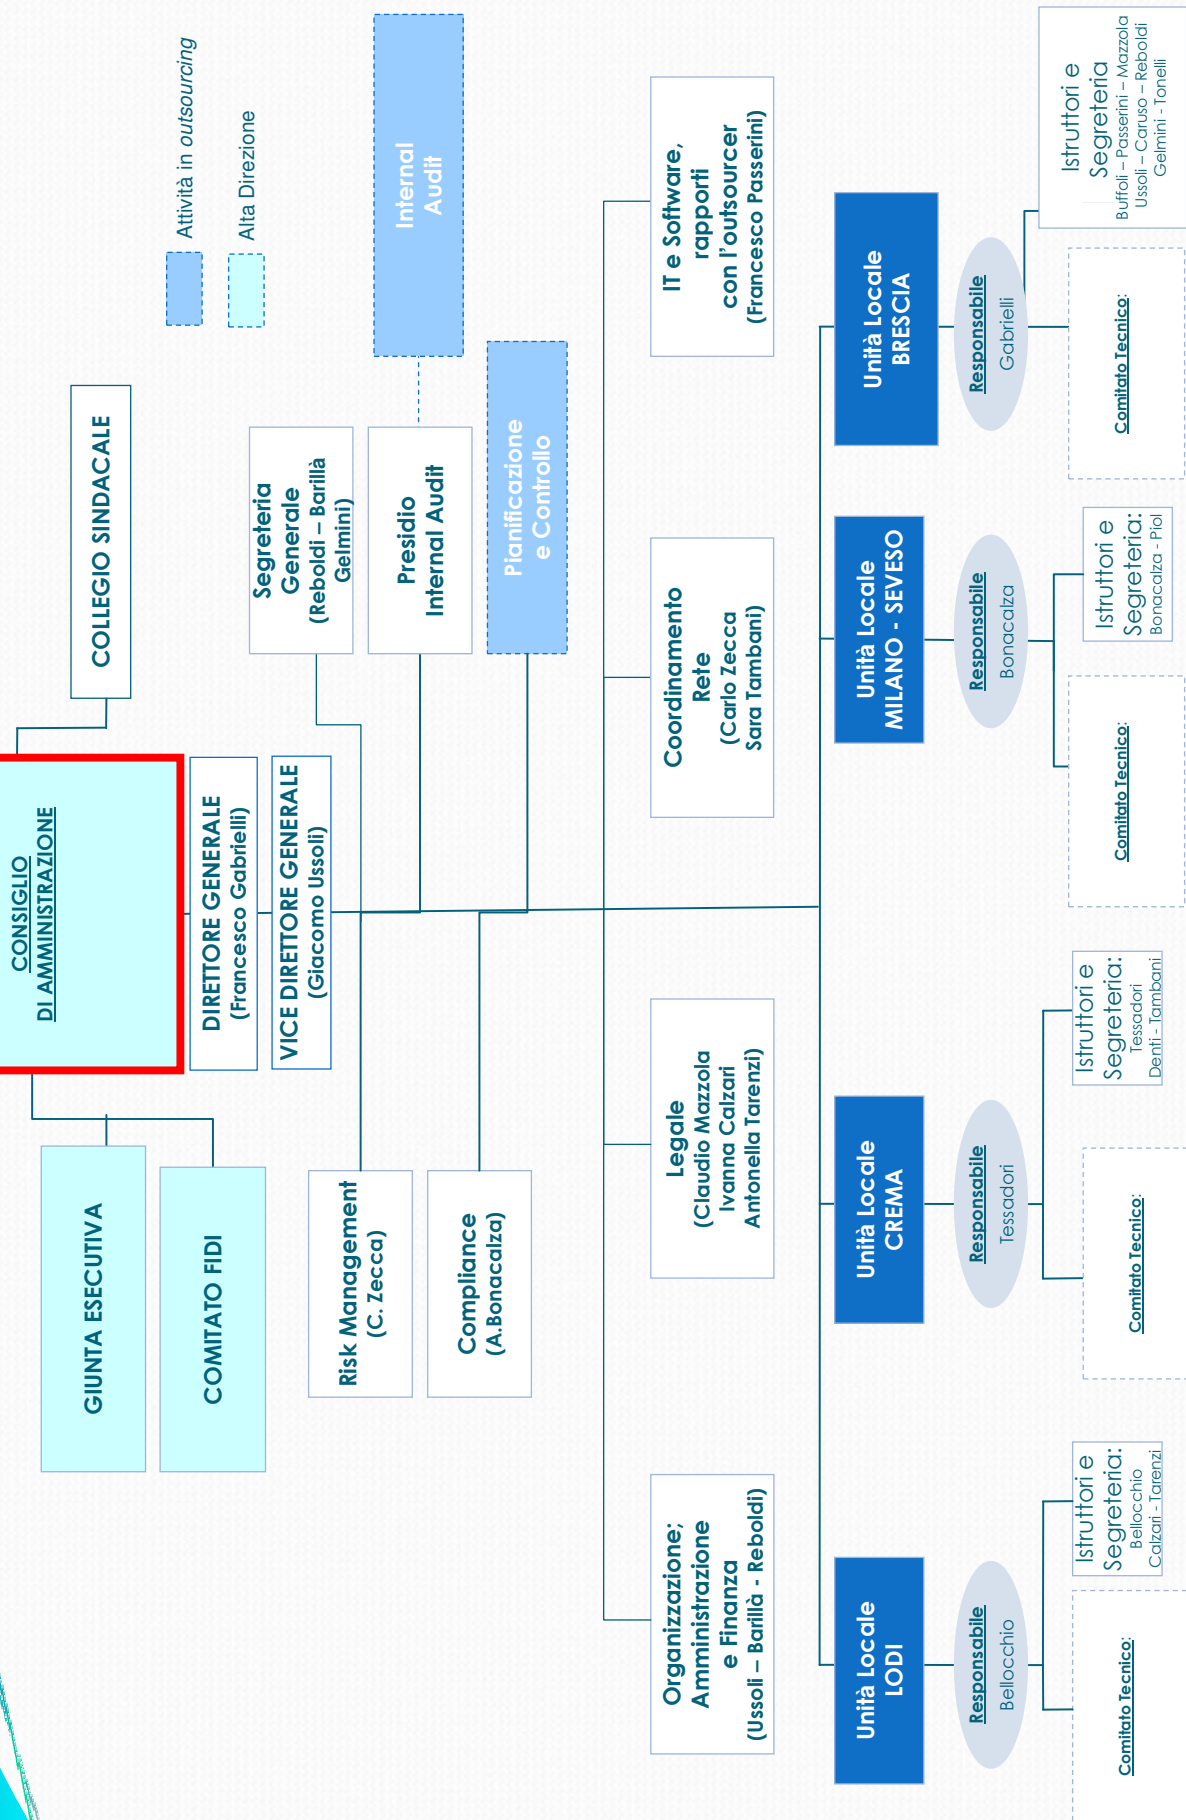 CONSIGLIO
DI AMMINISTRAZIONE
GIUNTA ESECUTIVA
COLLEGIO SINDACALE
Attività in outsourcing
Alta Direzione
COMITATO FIDI
DIRETTORE GENERALE
(Francesco Gabrielli)
VICE DIRETTORE GENERALE
(Giacomo Ussoli)
Segreteria
Generale
(Reboldi – Barillà
Gelmini)
Risk Management
(C. Zecca)
Presidio
Internal Audit
Internal
Audit
Compliance
(A.Bonacalza)
Pianificazione
e Controllo
Organizzazione;
Amministrazione
e Finanza
(Ussoli – Barillà - Reboldi)
Legale
(Claudio Mazzola
Ivanna Calzari
Antonella Tarenzi)
Coordinamento
Rete
(Carlo Zecca
Sara Tambani)
IT e Software,
rapporti
con l’outsourcer
(Francesco Passerini)
Unità Locale
LODI
Unità Locale
CREMA
Unità Locale
MILANO - SEVESO
Unità Locale
BRESCIA
Responsabile
Bellocchio
Responsabile
Tessadori
Responsabile
Bonacalza
Responsabile
Gabrielli
Comitato Tecnico:
Istruttori e
Segreteria:
Bellocchio
Calzari - Tarenzi
Comitato Tecnico:
Istruttori e
Segreteria:
Tessadori
Denti - Tambani
Comitato Tecnico:
Istruttori e
Segreteria:
Bonacalza - Piol
Comitato Tecnico:
Istruttori e
Segreteria
Buffoli – Passerini – Mazzola
Ussoli – Caruso – Reboldi
Gelmini - Tonelli